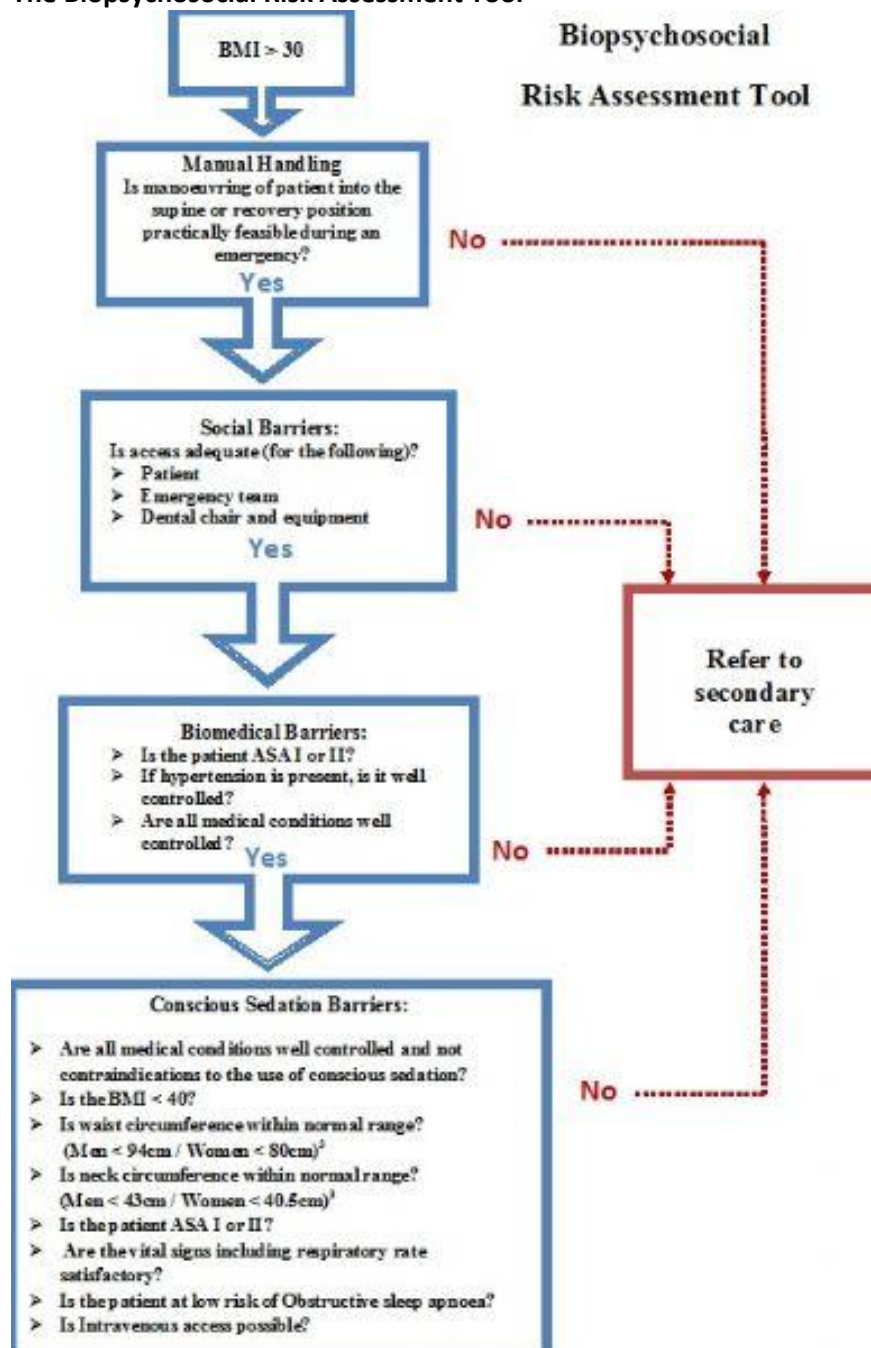 The Biopsychosocial Risk Assessment Tool
Biopsychosocial
Risk Assessment Tool
BMI > 30
Manual Handling
Is manoeuvring of patient into the
supine or recovery position
practically feasible during an
emergency?
Yes
No
Social Barriers:
Is access adequate (for the following)?
➤ Patient
➤ Emergency team
➤ Dental chair and equipment
Yes
No
Refer to
secondary
care
Biomedical Barriers:
➤ Is the patient ASA I or II?
➤ If hypertension is present, is it well
controlled?
➤ Are all medical conditions well
controlled?
Yes
No
Conscious Sedation Barriers:
➤ Are all medical conditions well controlled and not
contraindications to the use of conscious sedation?
➤ Is the BMI < 40?
➤ Is waist circumference within normal range?
(Men < 94cm / Women < 80cm)
➤ Is neck circumference within normal range?
(Men < 43cm / Women < 40.5cm)
➤ Is the patient ASA I or II?
➤ Are the vital signs including respiratory rate
satisfactory?
➤ Is the patient at low risk of Obstructive sleep apnoea?
➤ Is Intravenous access possible?
No